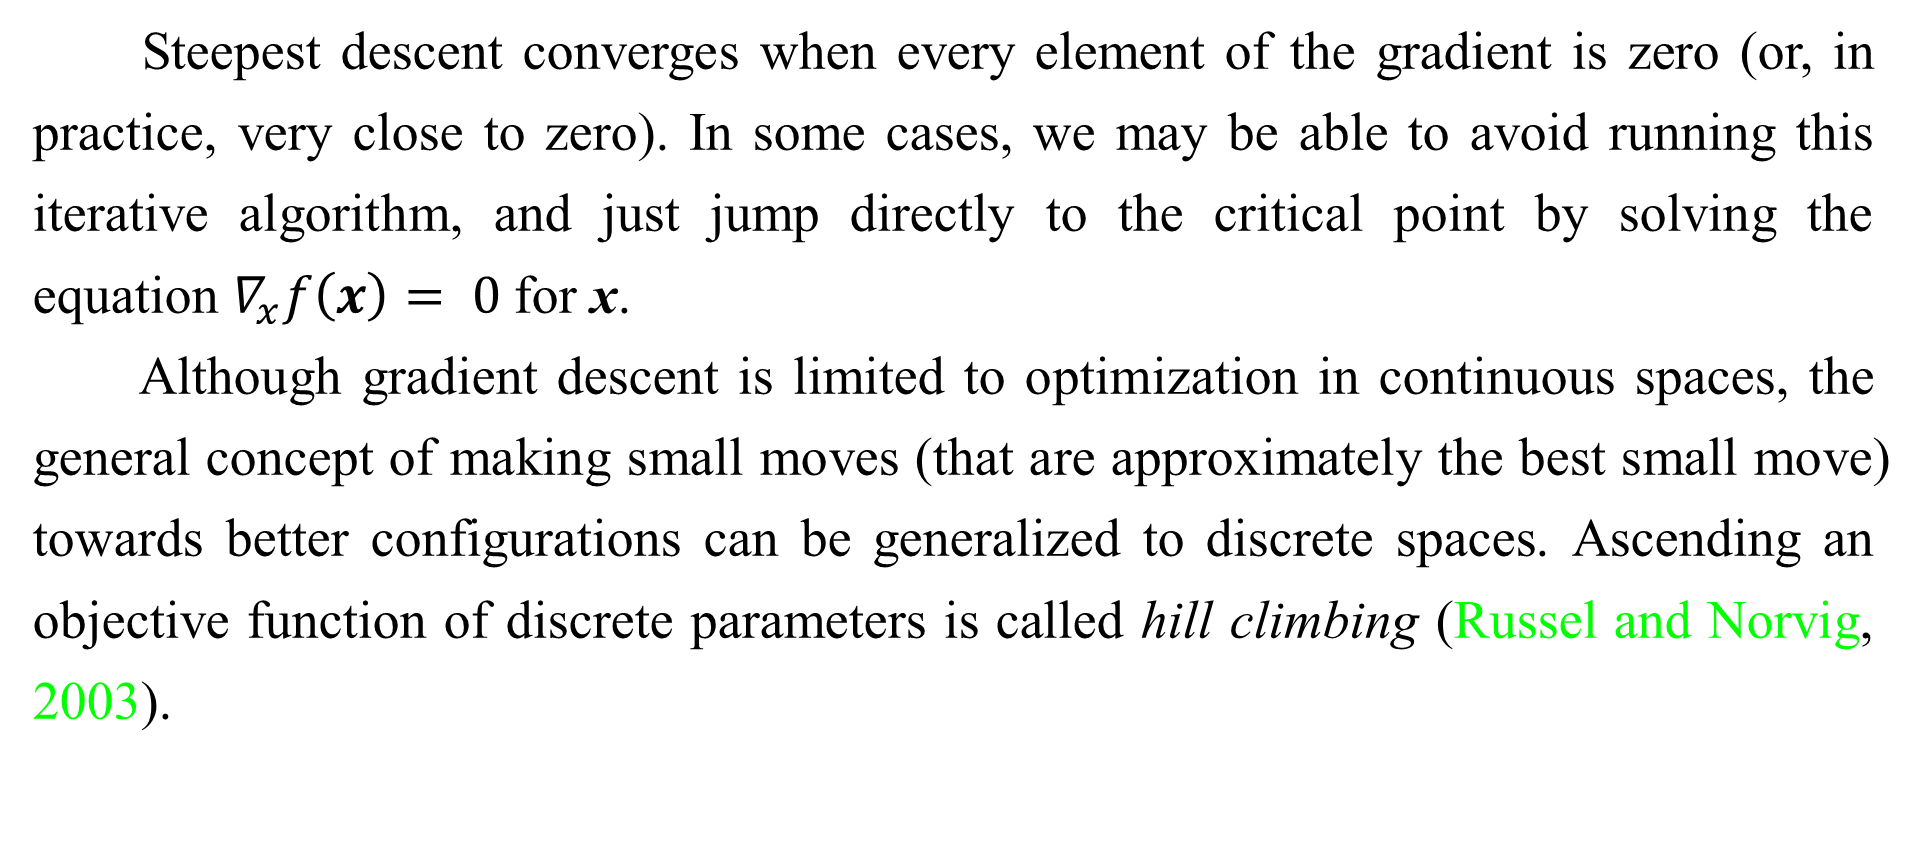 Steepest descent converges when every element of the gradient is zero (or, in
practice, very close to zero). In some cases, we may be able to avoid running this
iterative algorithm, and just jump directly to the critical point by solving the
equation ∇ₓf(x) = 0 for x.
Although gradient descent is limited to optimization in continuous spaces, the
general concept of making small moves (that are approximately the best small move)
towards better configurations can be generalized to discrete spaces. Ascending an
objective function of discrete parameters is called hill climbing (Russel and Norvig,
2003).